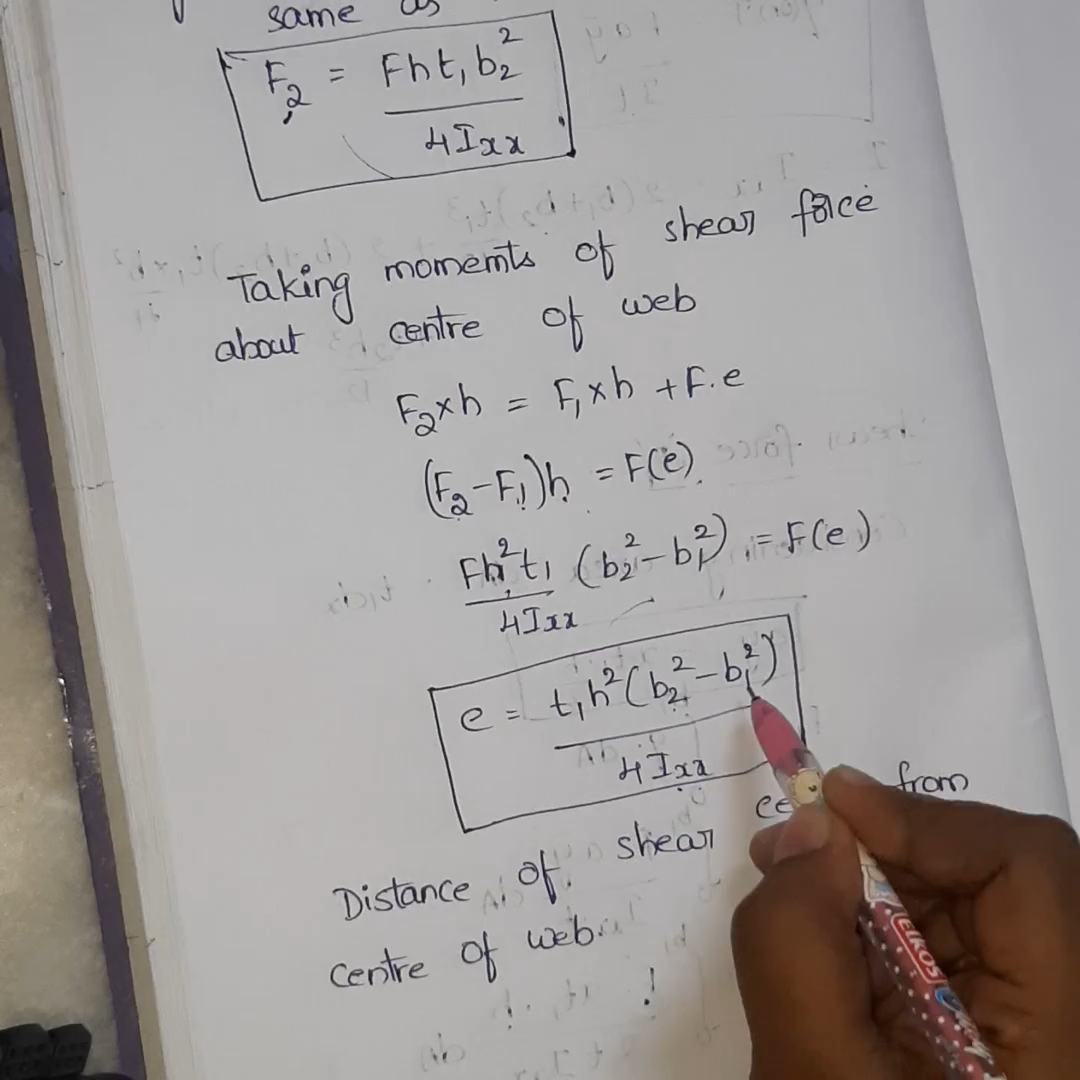 same as
F₂ = Fht₁b₂² / 4Ixx
Taking moments of shear force
about centre of web
F₂×h = F₁×h + F.e
(F₂-F₁)h = F(e)
Fh²t₁ / 4Ixx (b₂²-b₁²) = F(e)
e = t₁h²(b₂²-b₁²) / 4Ixx
Distance of shear from
centre of web.
EIKOS